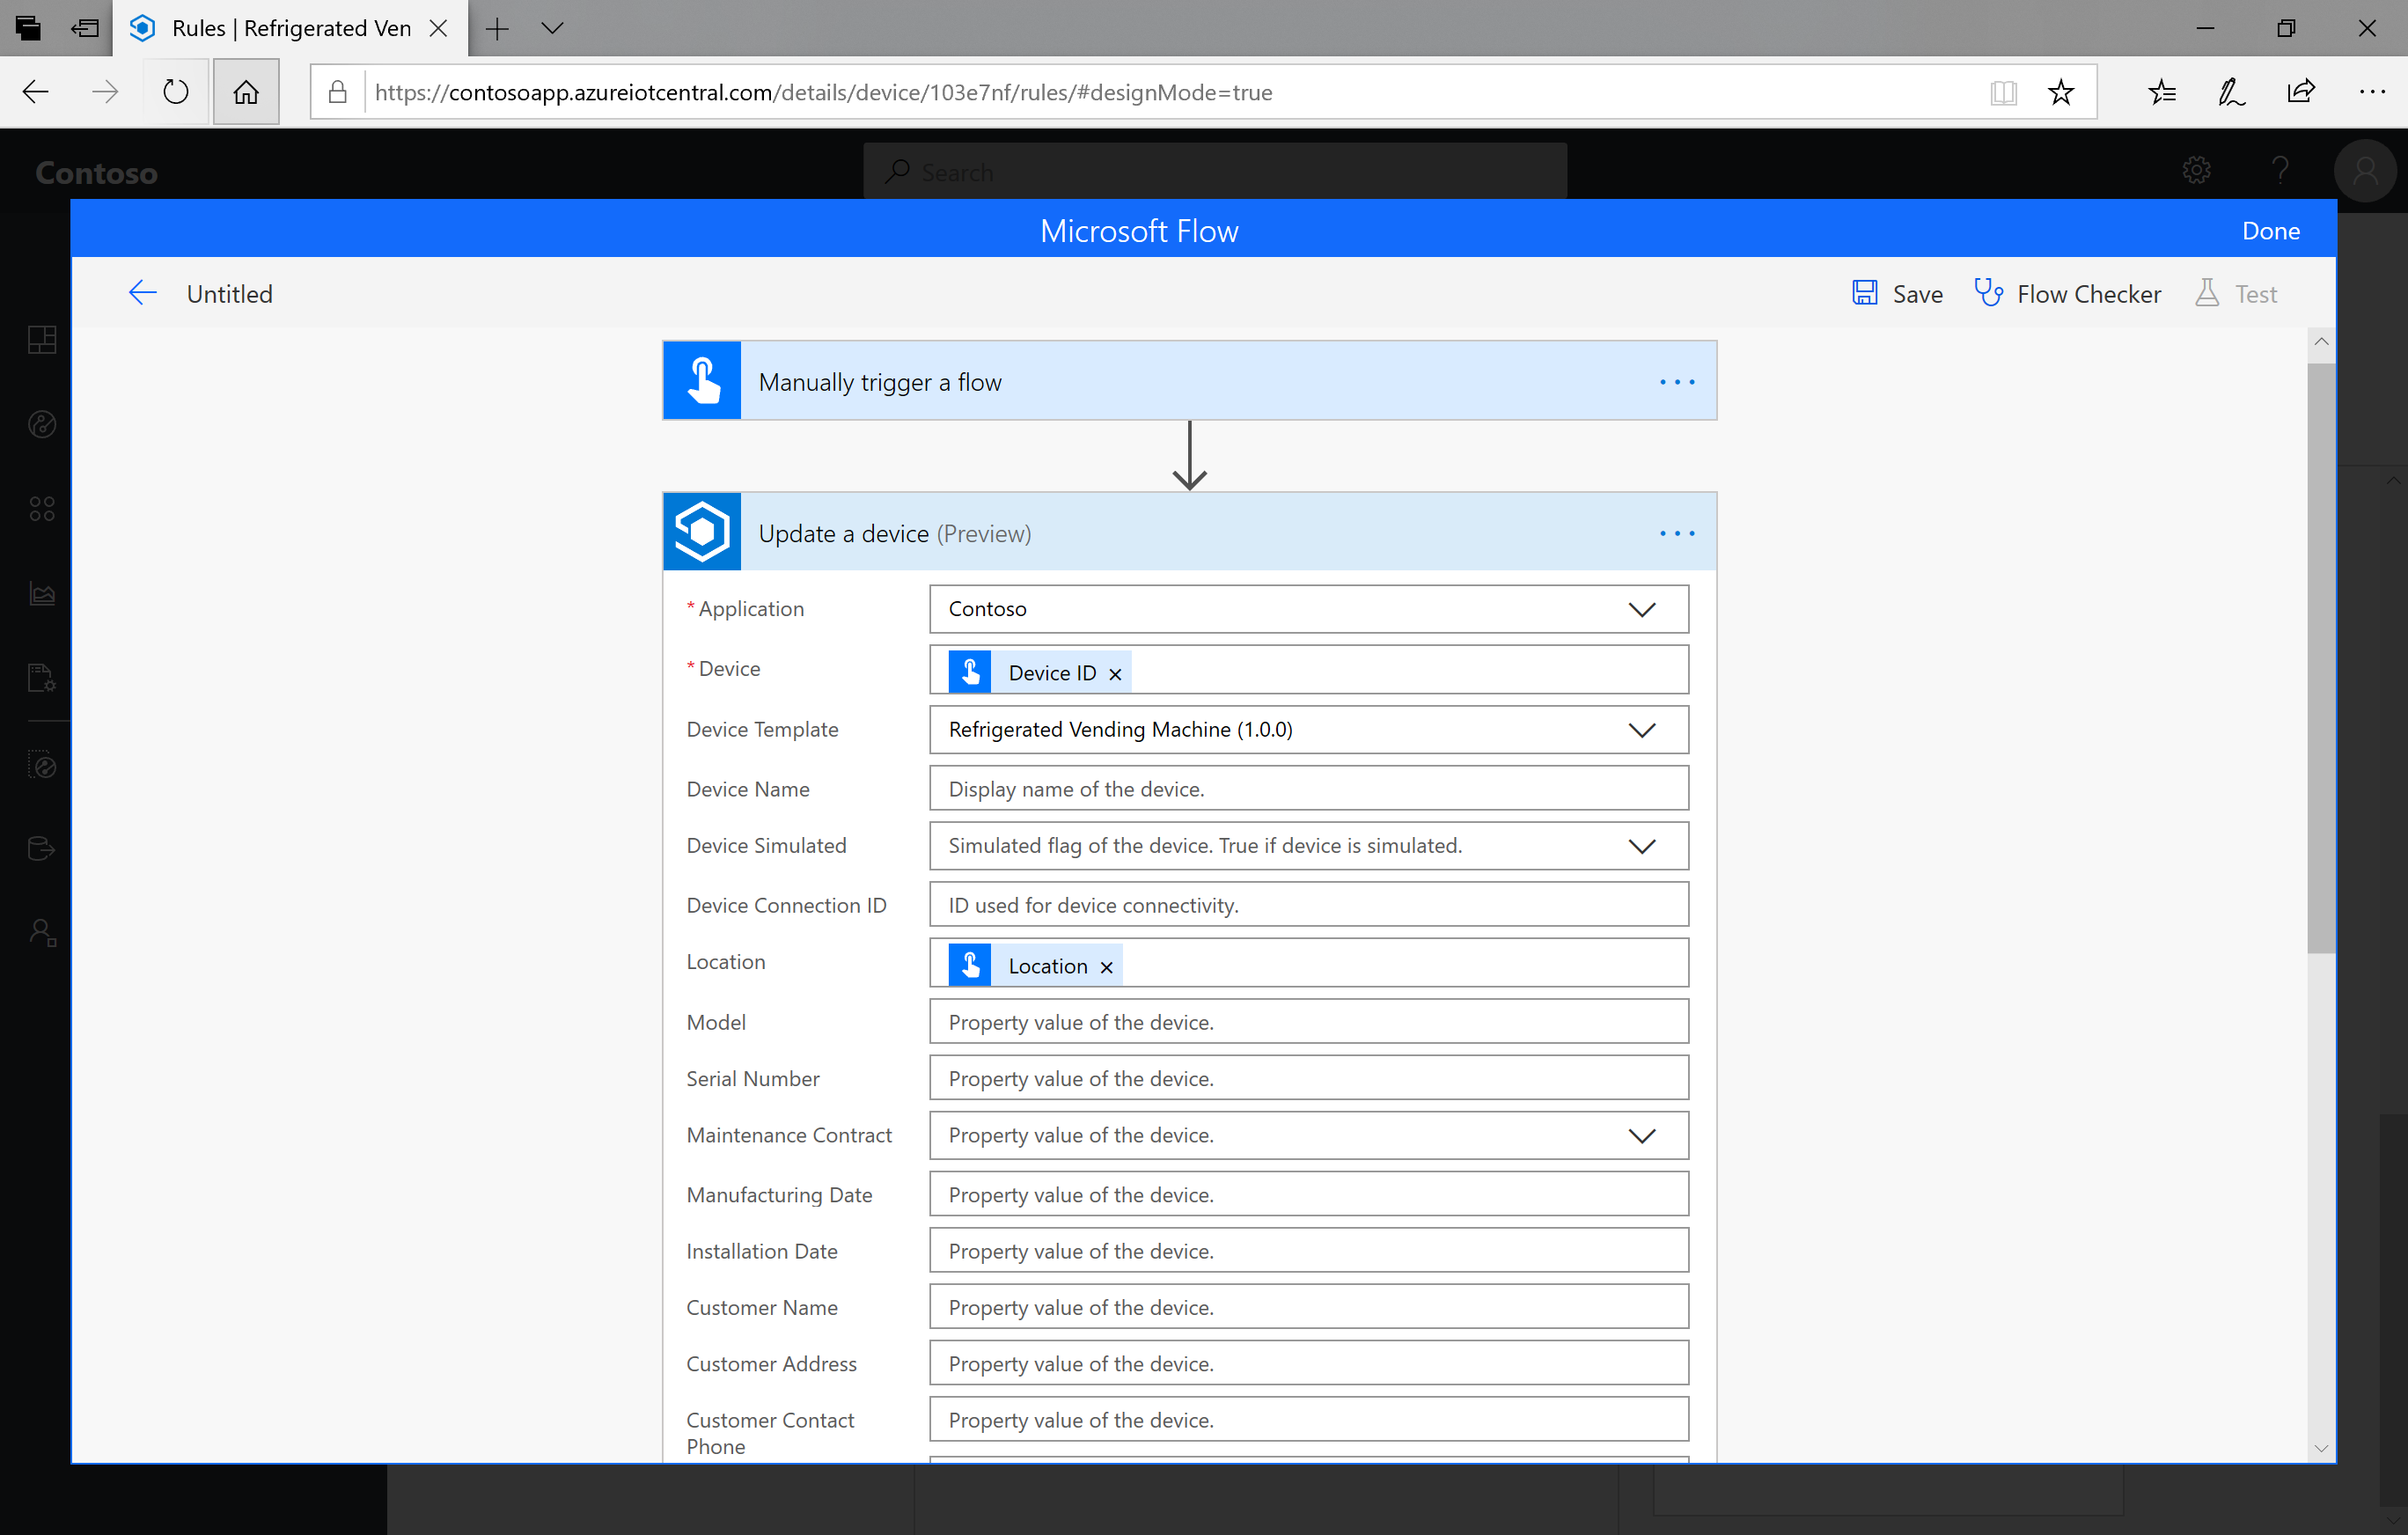 Rules | Refrigerated Ven
https://contosoapp.azureiotcentral.com/details/device/103e7nf/rules/#designMode=true
Contoso
Search
Microsoft Flow
Done
Untitled
Save
Flow Checker
Test
Manually trigger a flow
Update a device (Preview)
* Application
Contoso
* Device
Device ID
Device Template
Refrigerated Vending Machine (1.0.0)
Device Name
Display name of the device.
Device Simulated
Simulated flag of the device. True if device is simulated.
Device Connection ID
ID used for device connectivity.
Location
Location
Model
Property value of the device.
Serial Number
Property value of the device.
Maintenance Contract
Property value of the device.
Manufacturing Date
Property value of the device.
Installation Date
Property value of the device.
Customer Name
Property value of the device.
Customer Address
Property value of the device.
Customer Contact
Phone
Property value of the device.